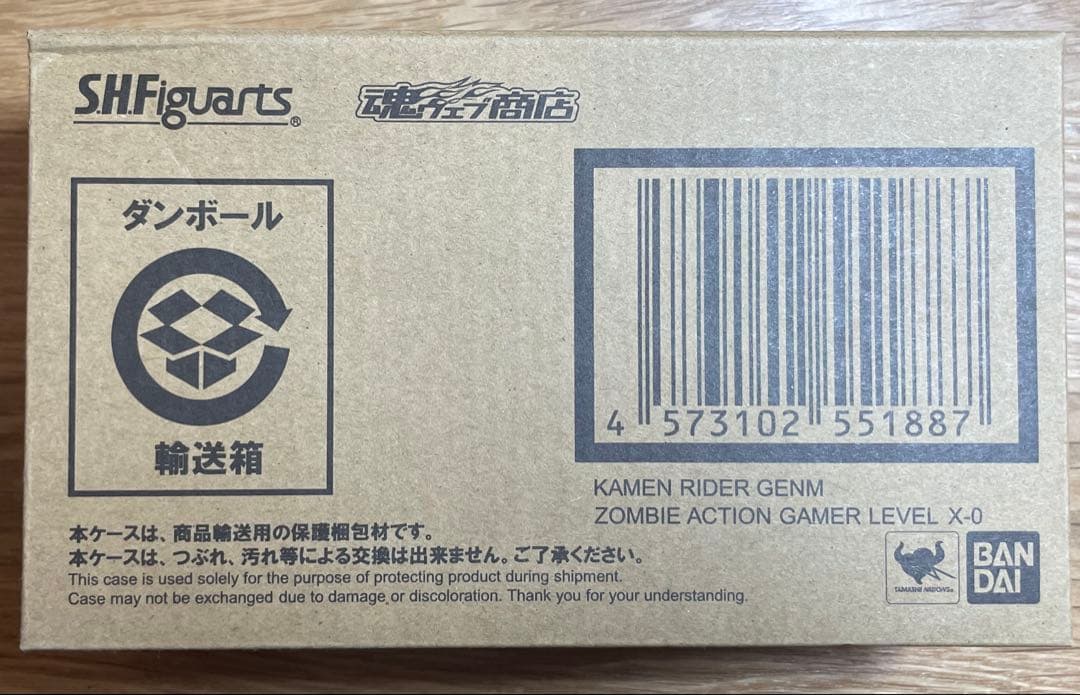 S.H.Figuarts®
魂ウェブ商店
ダンボール
輸送箱
4 573102 551887
KAMEN RIDER GENM
ZOMBIE ACTION GAMER LEVEL X-0
本ケースは、商品輸送用の保護梱包材です。
本ケースは、つぶれ、汚れ等による交換は出来ません。ご了承ください。
This case is used solely for the purpose of protecting product during shipment.
Case may not be exchanged due to damage or discoloration. Thank you for your understanding.
TAMASHII NATIONS®
BAN
DAI